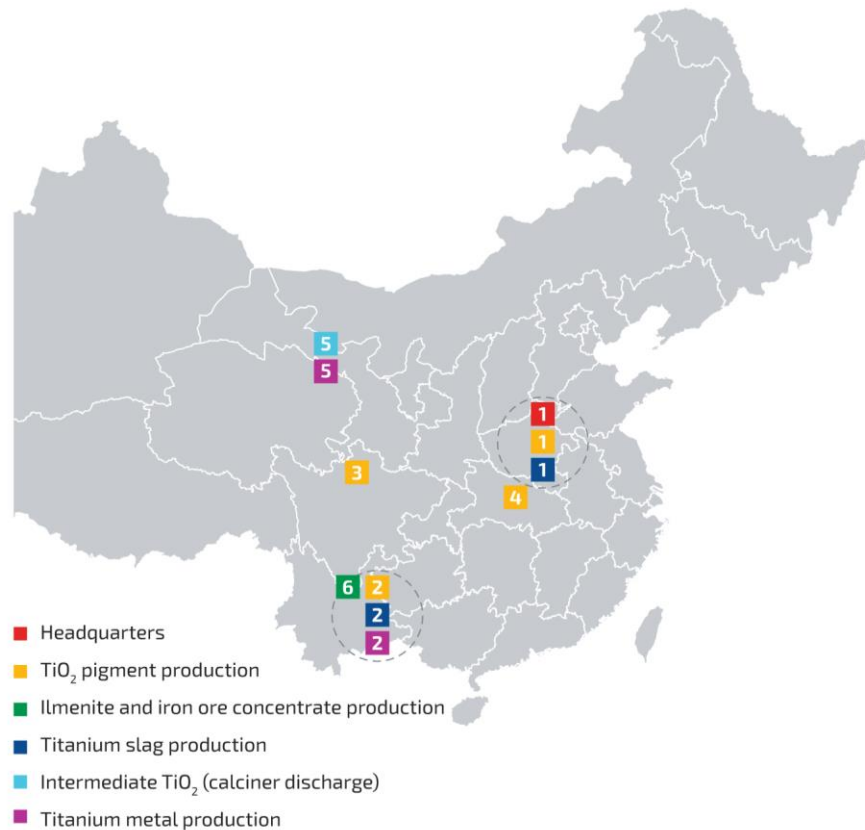 5
5
1
1
1
3
4
6 2
2
2
Headquarters
TiO₂ pigment production
Ilmenite and iron ore concentrate production
Titanium slag production
Intermediate TiO₂ (calciner discharge)
Titanium metal production